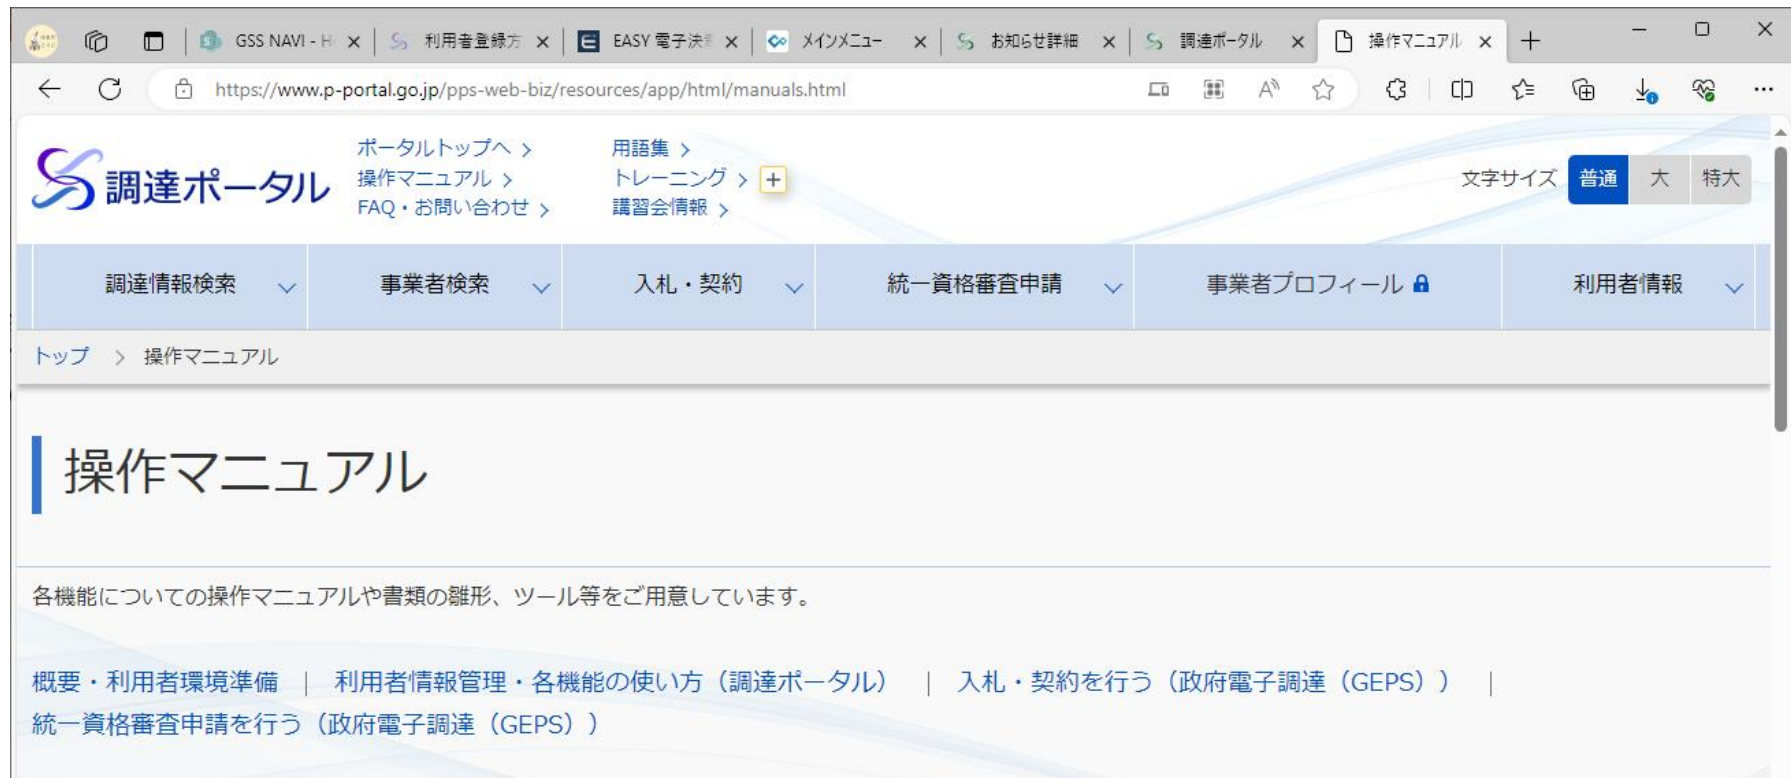 GSS NAVI - H
利用者登録方
EASY 電子決
メインメニュー
お知らせ詳細
調達ポータル
操作マニュアル
https://www.p-portal.go.jp/pps-web-biz/resources/app/html/manuals.html
調達ポータル
ポータルトップへ
操作マニュアル
FAQ・お問い合わせ
用語集
トレーニング
講習会情報
文字サイズ 普通 大 特大
調達情報検索 事業者検索 入札・契約 統一資格審査申請 事業者プロフィール 利用者情報
トップ > 操作マニュアル
操作マニュアル
各機能についての操作マニュアルや書類の雛形、ツール等をご用意しています。
概要・利用者環境準備 | 利用者情報管理・各機能の使い方（調達ポータル） | 入札・契約を行う（政府電子調達（GEPS）） |
統一資格審査申請を行う（政府電子調達（GEPS））